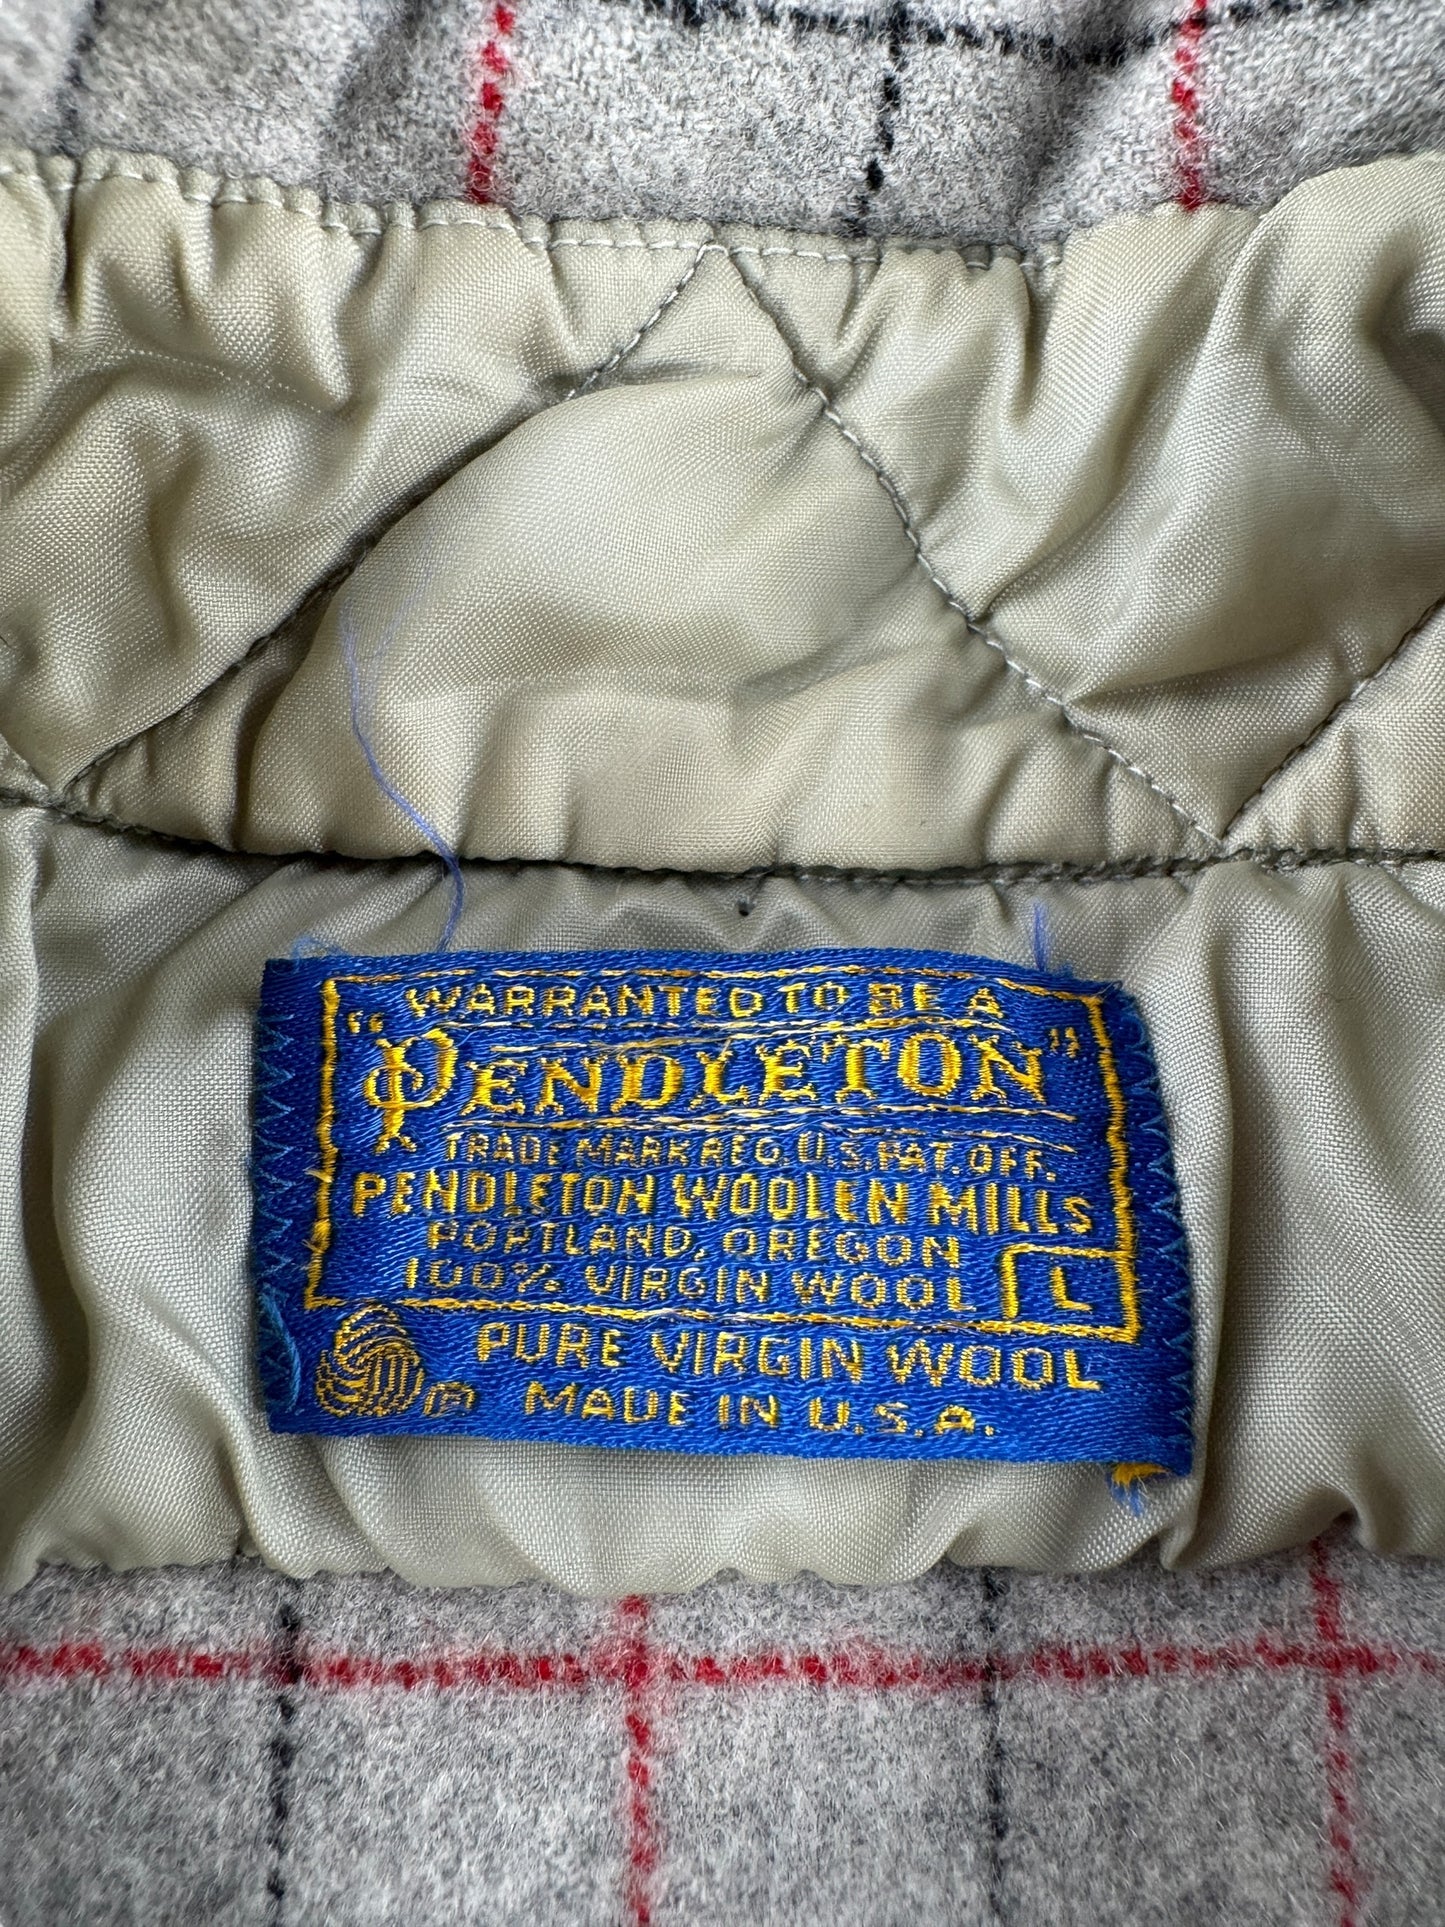 WARRANTED TO BE A
"PENDLETON"
TRADE MARK REG. U.S. PAT. OFF.
PENDLETON WOOLEN MILLS
PORTLAND, OREGON
100% VIRGIN WOOL L
PURE VIRGIN WOOL
MADE IN U.S.A.